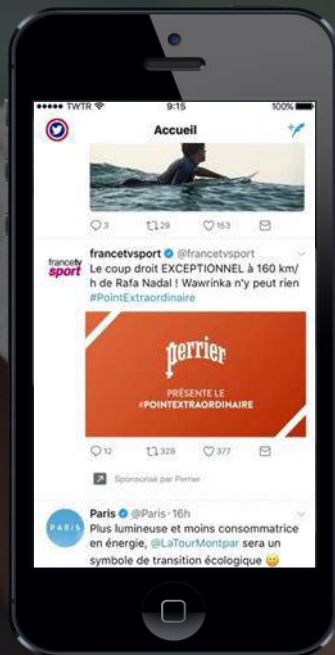 TWTR 9:15 100%
Accueil
3 29 153
francetvsport @francetvsport
francetv
sport
Le coup droit EXCEPTIONNEL à 160 km/
h de Rafa Nadal ! Wawrinka n'y peut rien
#PointExtraordinaire
perrier
PRÉSENTE LE
#POINTEXTRAORDINAIRE
12 328 377
Sponsorisé par Perrier
PARIS
Paris @Paris · 16h
Plus lumineuse et moins consommatrice
en énergie, @LaTourMontpar sera un
symbole de transition écologique